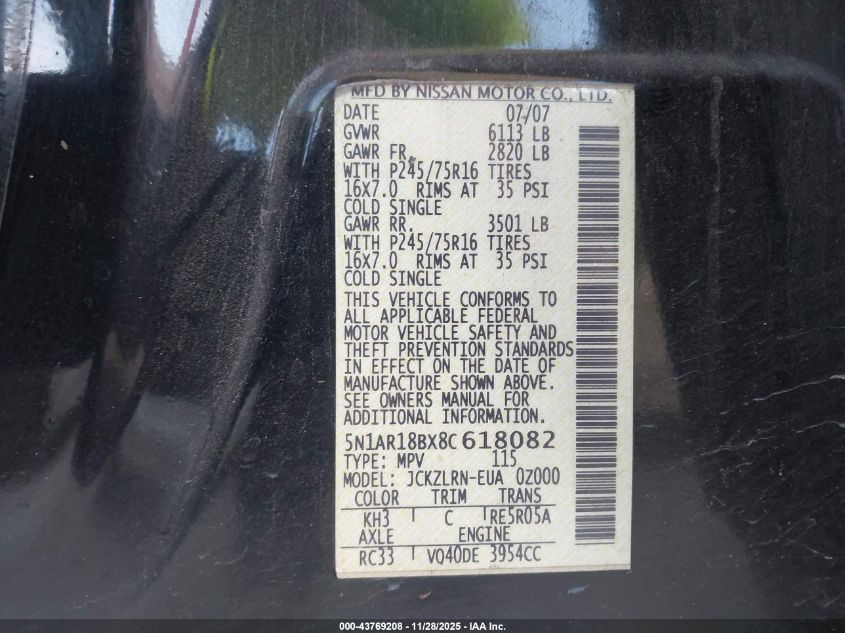 MFD BY NISSAN MOTOR CO., LTD.
DATE 07/07
GVWR 6113 LB
GAWR FR. 2820 LB
WITH P245/75R16 TIRES
16X7.0 RIMS AT 35 PSI
COLD SINGLE
GAWR RR. 3501 LB
WITH P245/75R16 TIRES
16X7.0 RIMS AT 35 PSI
COLD SINGLE
THIS VEHICLE CONFORMS TO
ALL APPLICABLE FEDERAL
MOTOR VEHICLE SAFETY AND
THEFT PREVENTION STANDARDS
IN EFFECT ON THE DATE OF
MANUFACTURE SHOWN ABOVE.
SEE OWNERS MANUAL FOR
ADDITIONAL INFORMATION.
5N1AR18BX8C618082
TYPE: MPV 115
MODEL: JCKZLRN-EUA 0Z000
COLOR TRIM TRANS
KH3 C RE5R05A
AXLE ENGINE
RC33 VQ40DE 3954CC
000-43769208 - 11/28/2025 - IAA Inc.